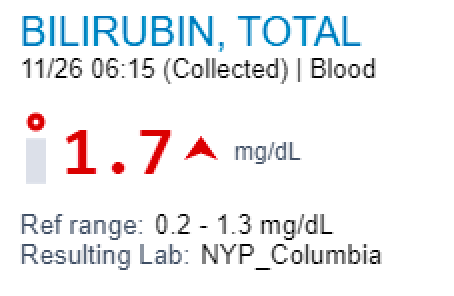 BILIRUBIN, TOTAL
11/26 06:15 (Collected) | Blood
1.7 mg/dL
Ref range: 0.2 - 1.3 mg/dL
Resulting Lab: NYP_Columbia